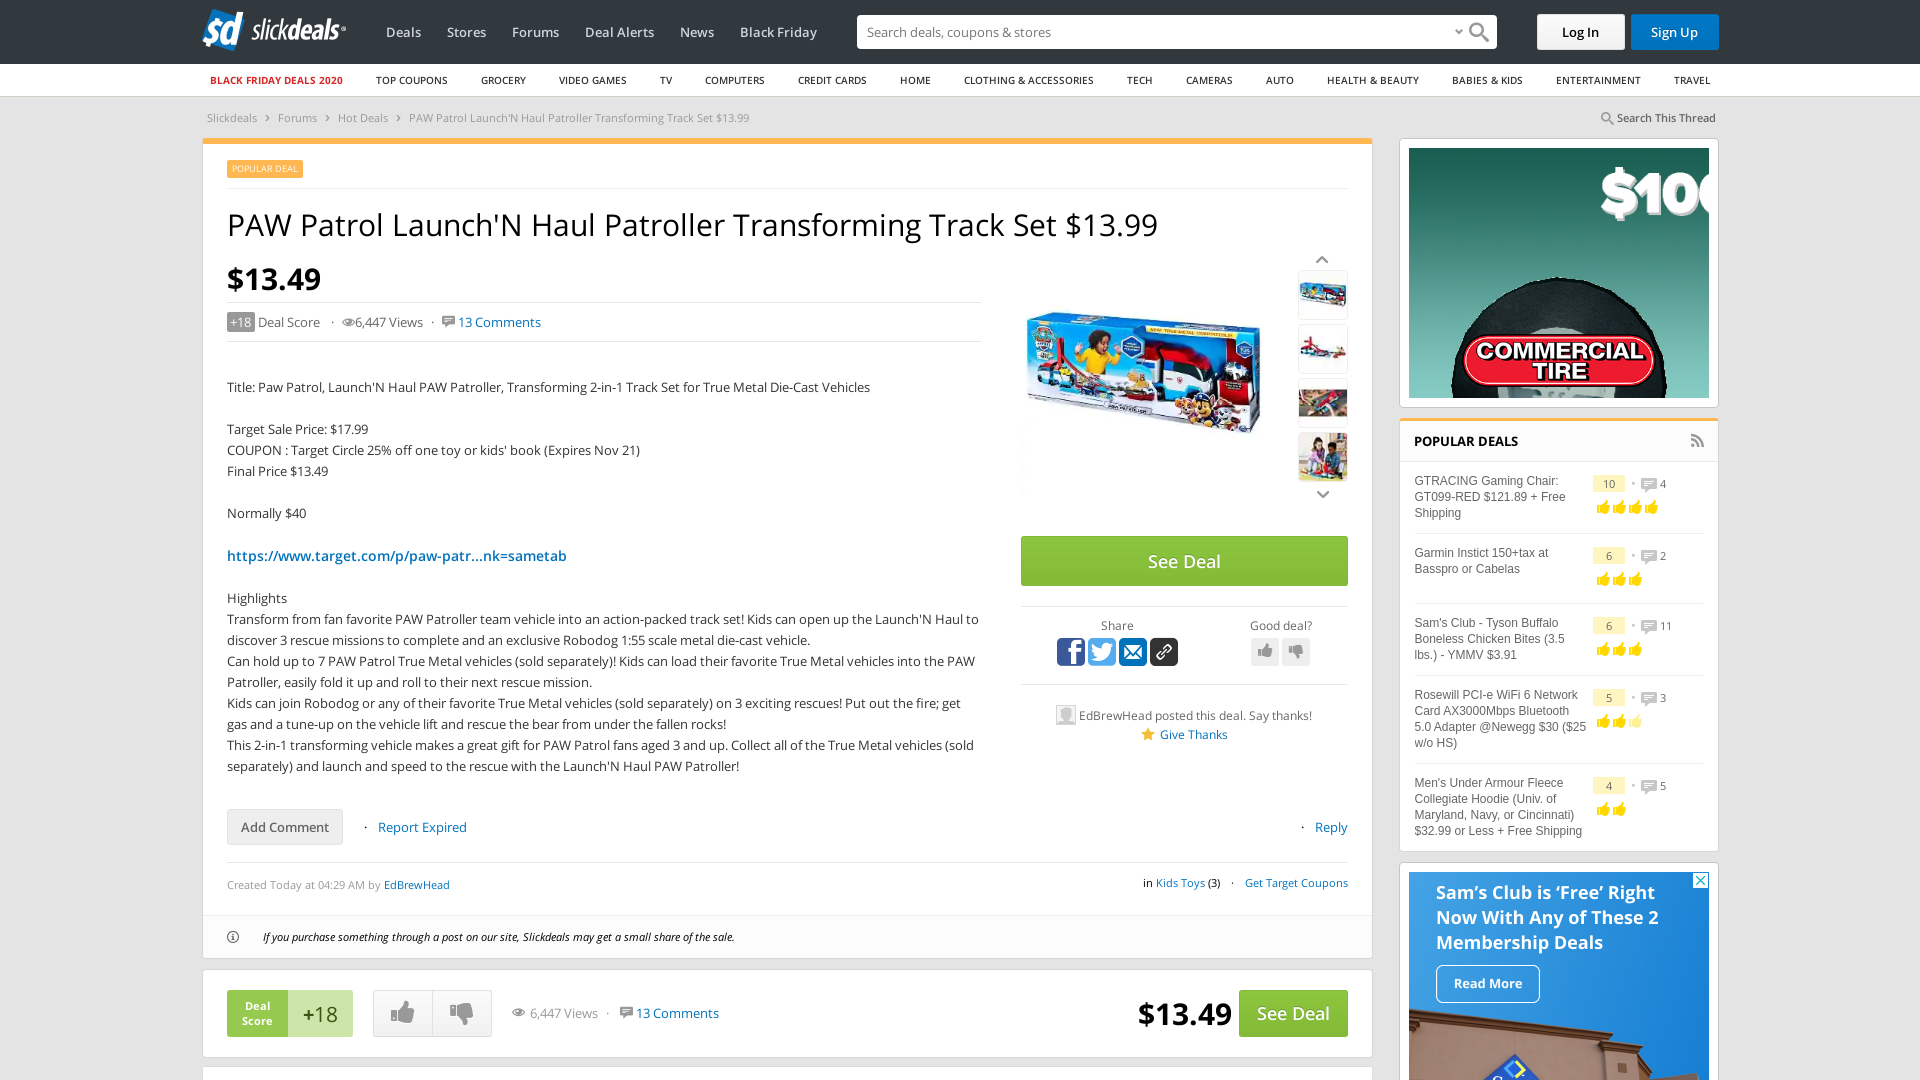 slickdeals
Deals
Stores
Forums
Deal Alerts
News
Black Friday
Search deals, coupons & stores
Log In
Sign Up
BLACK FRIDAY DEALS 2020
TOP COUPONS
GROCERY
VIDEO GAMES
TV
COMPUTERS
CREDIT CARDS
HOME
CLOTHING & ACCESSORIES
TECH
CAMERAS
AUTO
HEALTH & BEAUTY
BABIES & KIDS
ENTERTAINMENT
TRAVEL
Slickdeals › Forums › Hot Deals › PAW Patrol Launch'N Haul Patroller Transforming Track Set $13.99
Search This Thread
POPULAR DEAL
PAW Patrol Launch'N Haul Patroller Transforming Track Set $13.99
$13.49
+18 Deal Score · 6,447 Views · 13 Comments
Title: Paw Patrol, Launch'N Haul PAW Patroller, Transforming 2-in-1 Track Set for True Metal Die-Cast Vehicles
Target Sale Price: $17.99
COUPON : Target Circle 25% off one toy or kids' book (Expires Nov 21)
Final Price $13.49
Normally $40
https://www.target.com/p/paw-patr...nk=sametab
Highlights
Transform from fan favorite PAW Patroller team vehicle into an action-packed track set! Kids can open up the Launch'N Haul to
discover 3 rescue missions to complete and an exclusive Robodog 1:55 scale metal die-cast vehicle.
Can hold up to 7 PAW Patrol True Metal vehicles (sold separately)! Kids can load their favorite True Metal vehicles into the PAW
Patroller, easily fold it up and roll to their next rescue mission.
Kids can join Robodog or any of their favorite True Metal vehicles (sold separately) on 3 exciting rescues! Put out the fire; get
gas and a tune-up on the vehicle lift and rescue the bear from under the fallen rocks!
This 2-in-1 transforming vehicle makes a great gift for PAW Patrol fans aged 3 and up. Collect all of the True Metal vehicles (sold
separately) and launch and speed to the rescue with the Launch'N Haul PAW Patroller!
See Deal
Share
Good deal?
EdBrewHead posted this deal. Say thanks!
Give Thanks
Add Comment
· Report Expired
· Reply
Created Today at 04:29 AM by EdBrewHead
in Kids Toys (3) · Get Target Coupons
If you purchase something through a post on our site, Slickdeals may get a small share of the sale.
Deal
Score
+18
6,447 Views · 13 Comments
$13.49
See Deal
$100
COMMERCIAL
TIRE
POPULAR DEALS
GTRACING Gaming Chair:
GT099-RED $121.89 + Free
Shipping
10 · 4
Garmin Instict 150+tax at
Basspro or Cabelas
6 · 2
Sam's Club - Tyson Buffalo
Boneless Chicken Bites (3.5
lbs.) - YMMV $3.91
6 · 11
Rosewill PCI-e WiFi 6 Network
Card AX3000Mbps Bluetooth
5.0 Adapter @Newegg $30 ($25
w/o HS)
5 · 3
Men's Under Armour Fleece
Collegiate Hoodie (Univ. of
Maryland, Navy, or Cincinnati)
$32.99 or Less + Free Shipping
4 · 5
Sam's Club is 'Free' Right
Now With Any of These 2
Membership Deals
Read More